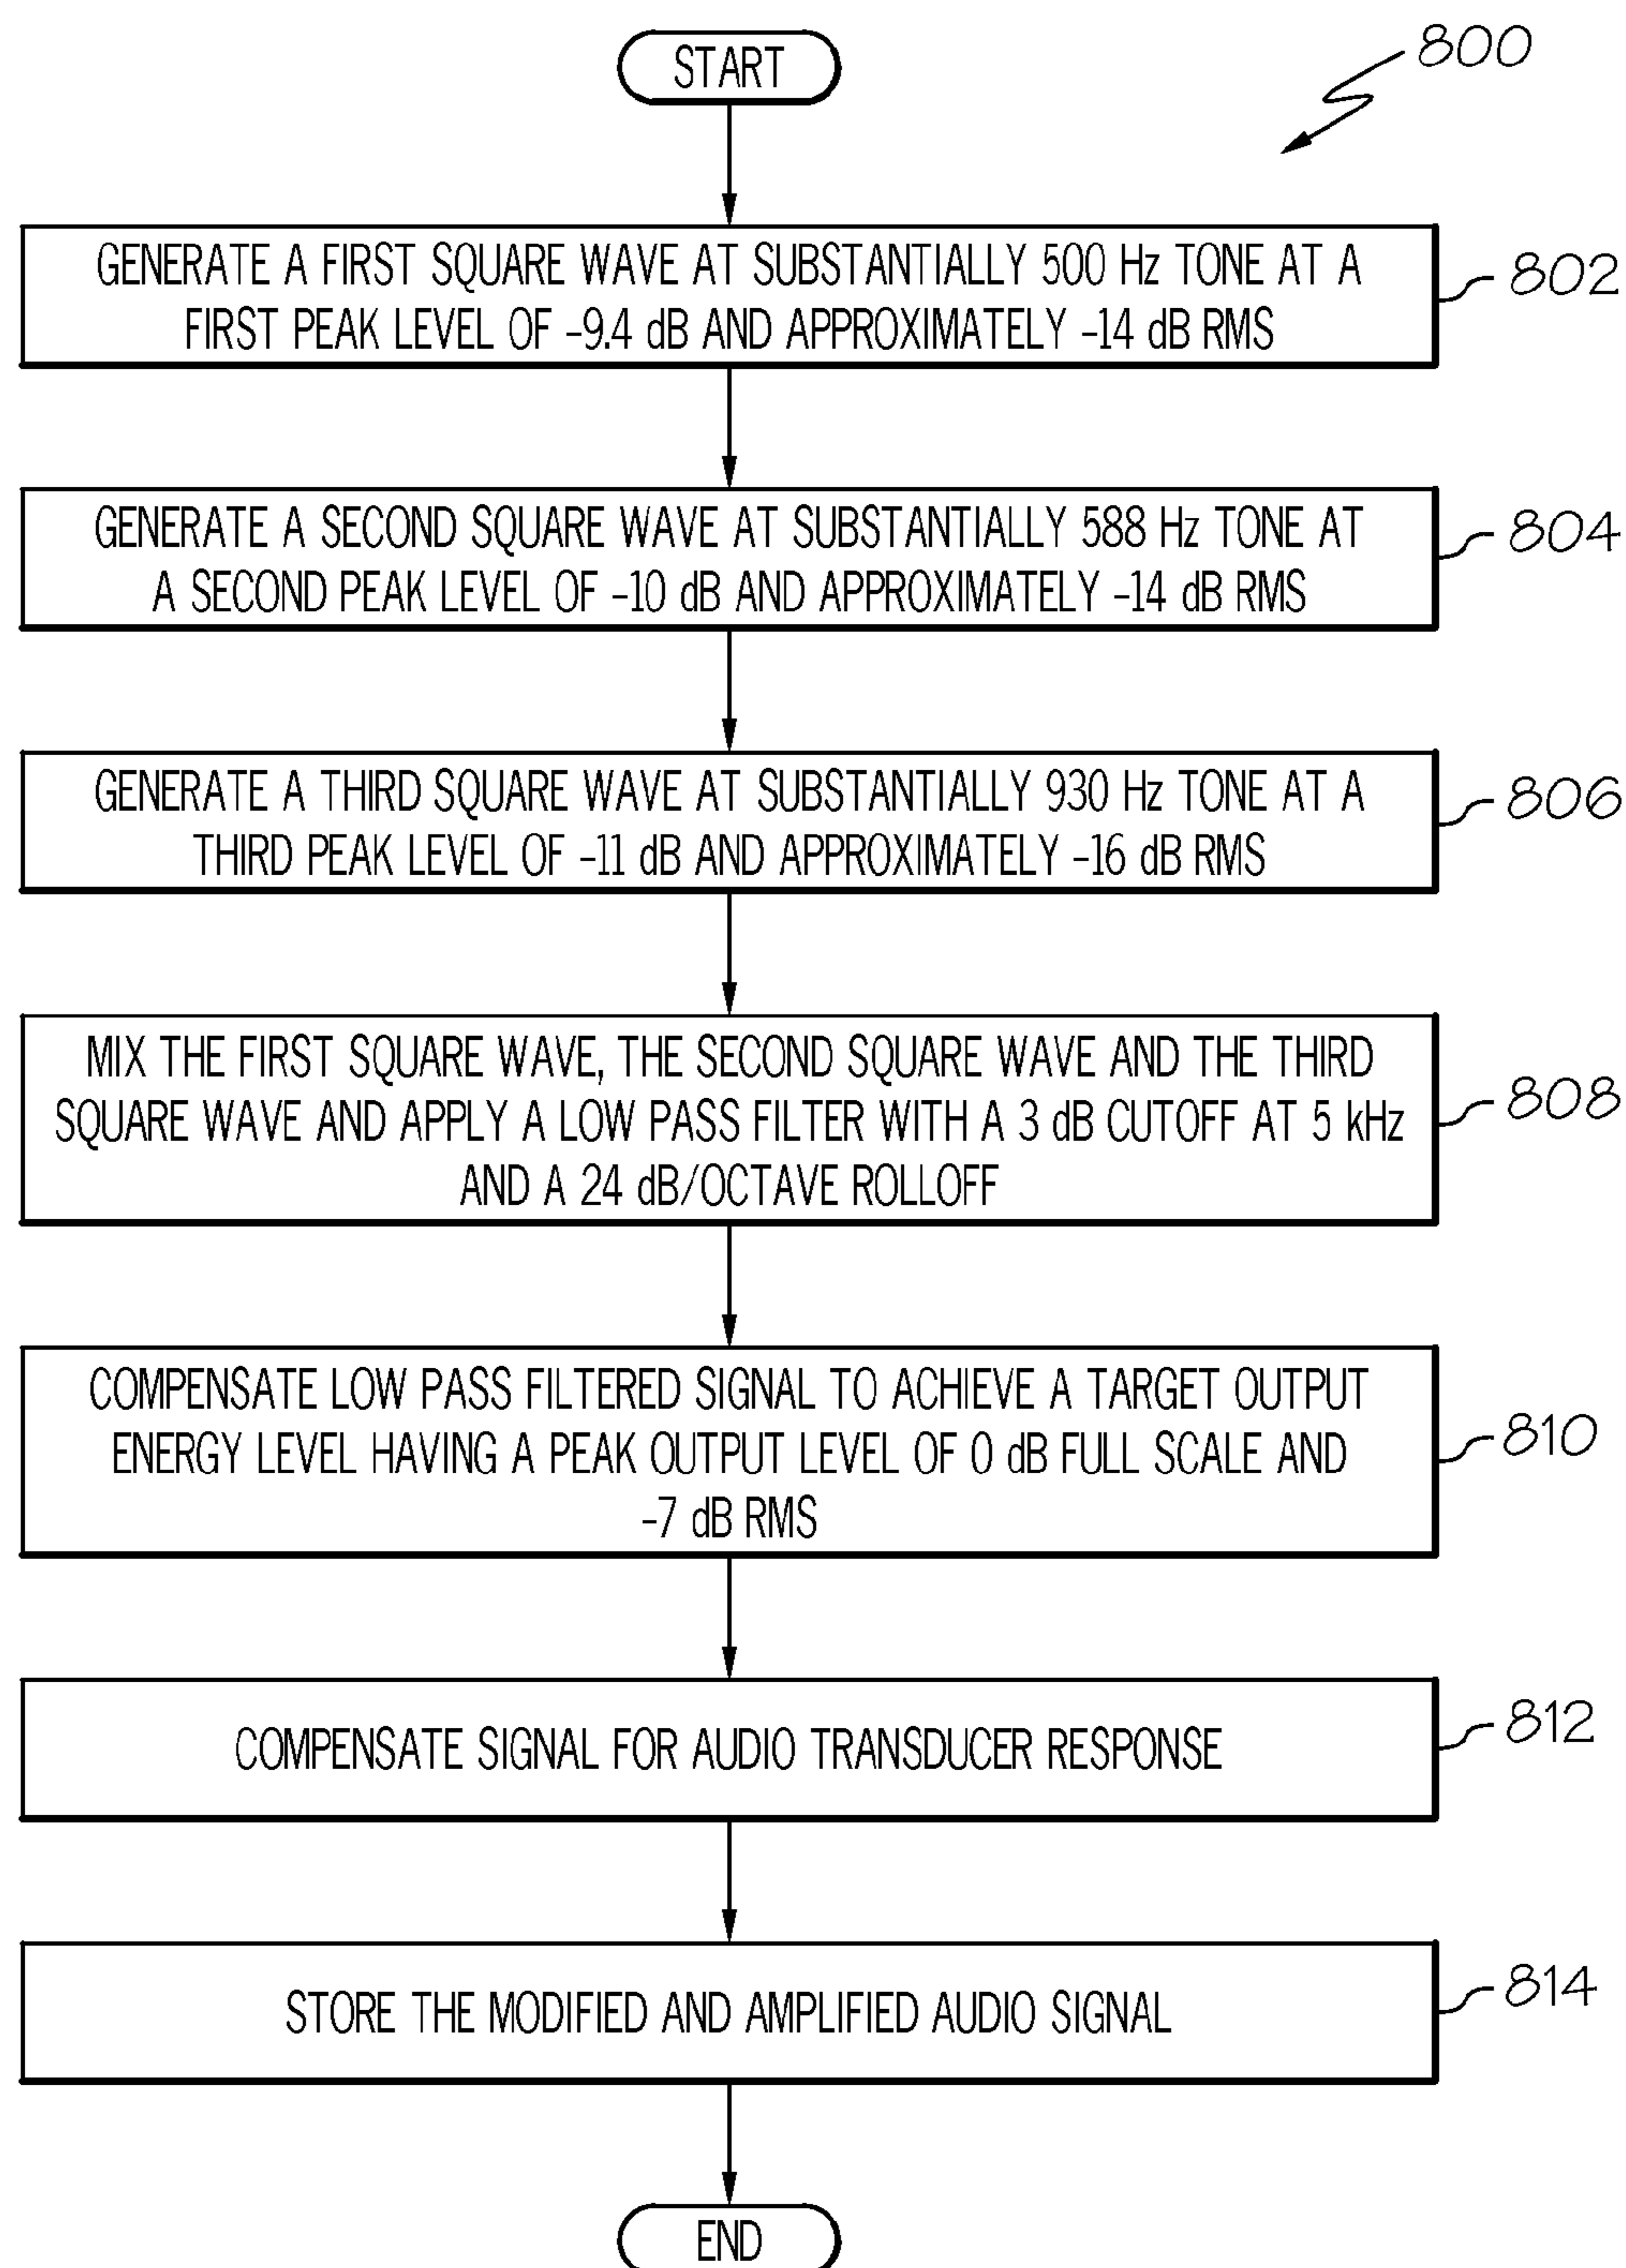 START
800
GENERATE A FIRST SQUARE WAVE AT SUBSTANTIALLY 500 Hz TONE AT A
FIRST PEAK LEVEL OF –9.4 dB AND APPROXIMATELY –14 dB RMS
802
GENERATE A SECOND SQUARE WAVE AT SUBSTANTIALLY 588 Hz TONE AT
A SECOND PEAK LEVEL OF –10 dB AND APPROXIMATELY –14 dB RMS
804
GENERATE A THIRD SQUARE WAVE AT SUBSTANTIALLY 930 Hz TONE AT A
THIRD PEAK LEVEL OF –11 dB AND APPROXIMATELY –16 dB RMS
806
MIX THE FIRST SQUARE WAVE, THE SECOND SQUARE WAVE AND THE THIRD
SQUARE WAVE AND APPLY A LOW PASS FILTER WITH A 3 dB CUTOFF AT 5 kHz
AND A 24 dB/OCTAVE ROLLOFF
808
COMPENSATE LOW PASS FILTERED SIGNAL TO ACHIEVE A TARGET OUTPUT
ENERGY LEVEL HAVING A PEAK OUTPUT LEVEL OF 0 dB FULL SCALE AND
–7 dB RMS
810
COMPENSATE SIGNAL FOR AUDIO TRANSDUCER RESPONSE
812
STORE THE MODIFIED AND AMPLIFIED AUDIO SIGNAL
814
END